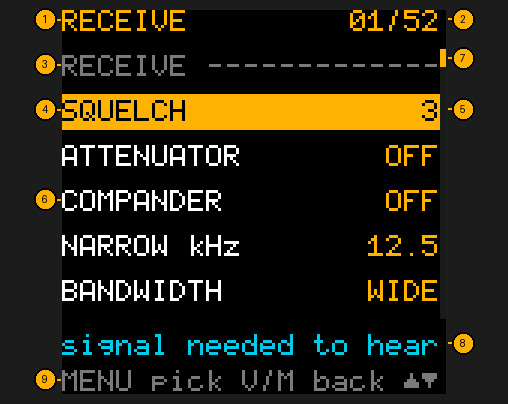 1 RECEIVE 01/52 2
3 RECEIVE ------------- 7
4 SQUELCH 3 5
ATTENUATOR OFF
6 COMPANDER OFF
NARROW kHz 12.5
BANDWIDTH WIDE
signal needed to hear 8
9 MENU pick V/M back ▲▼